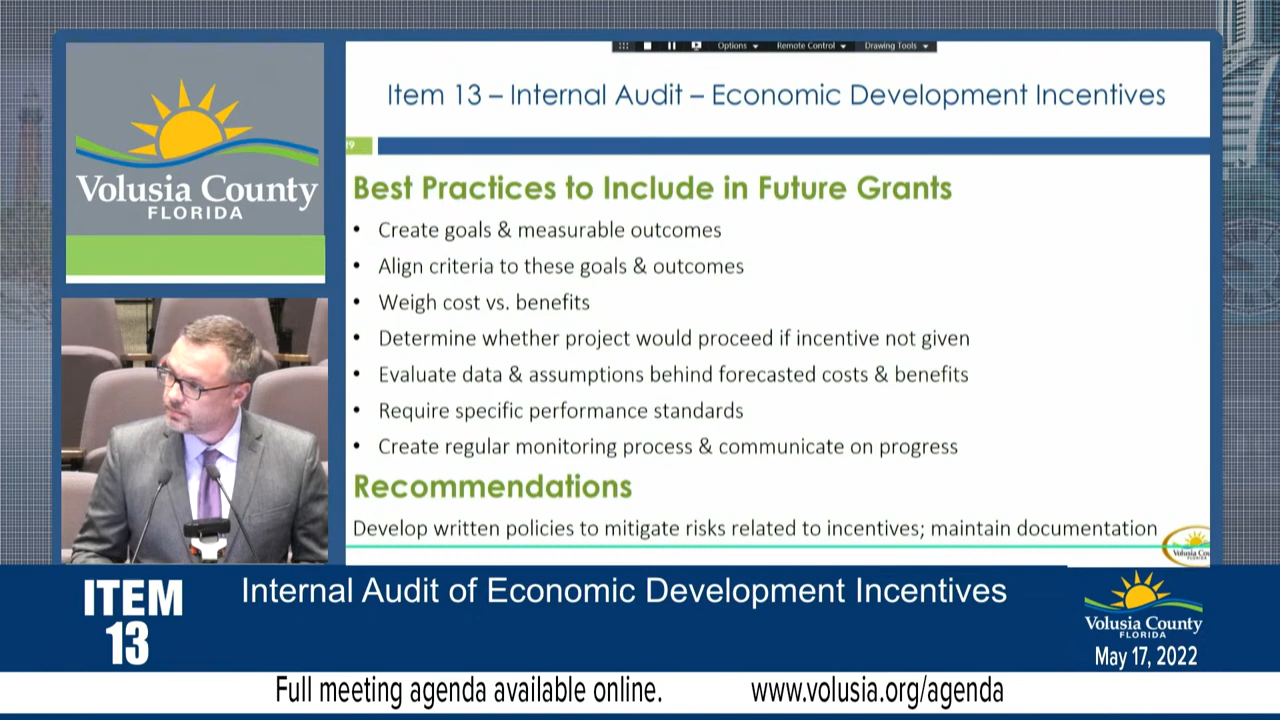 Options
Remote Control
Drawing Tools
Item 13 – Internal Audit – Economic Development Incentives
Volusia County
FLORIDA
Best Practices to Include in Future Grants
• Create goals & measurable outcomes
• Align criteria to these goals & outcomes
• Weigh cost vs. benefits
• Determine whether project would proceed if incentive not given
• Evaluate data & assumptions behind forecasted costs & benefits
• Require specific performance standards
• Create regular monitoring process & communicate on progress
Recommendations
Develop written policies to mitigate risks related to incentives; maintain documentation
ITEM
13
Internal Audit of Economic Development Incentives
Volusia County
FLORIDA
May 17, 2022
Full meeting agenda available online.
www.volusia.org/agenda